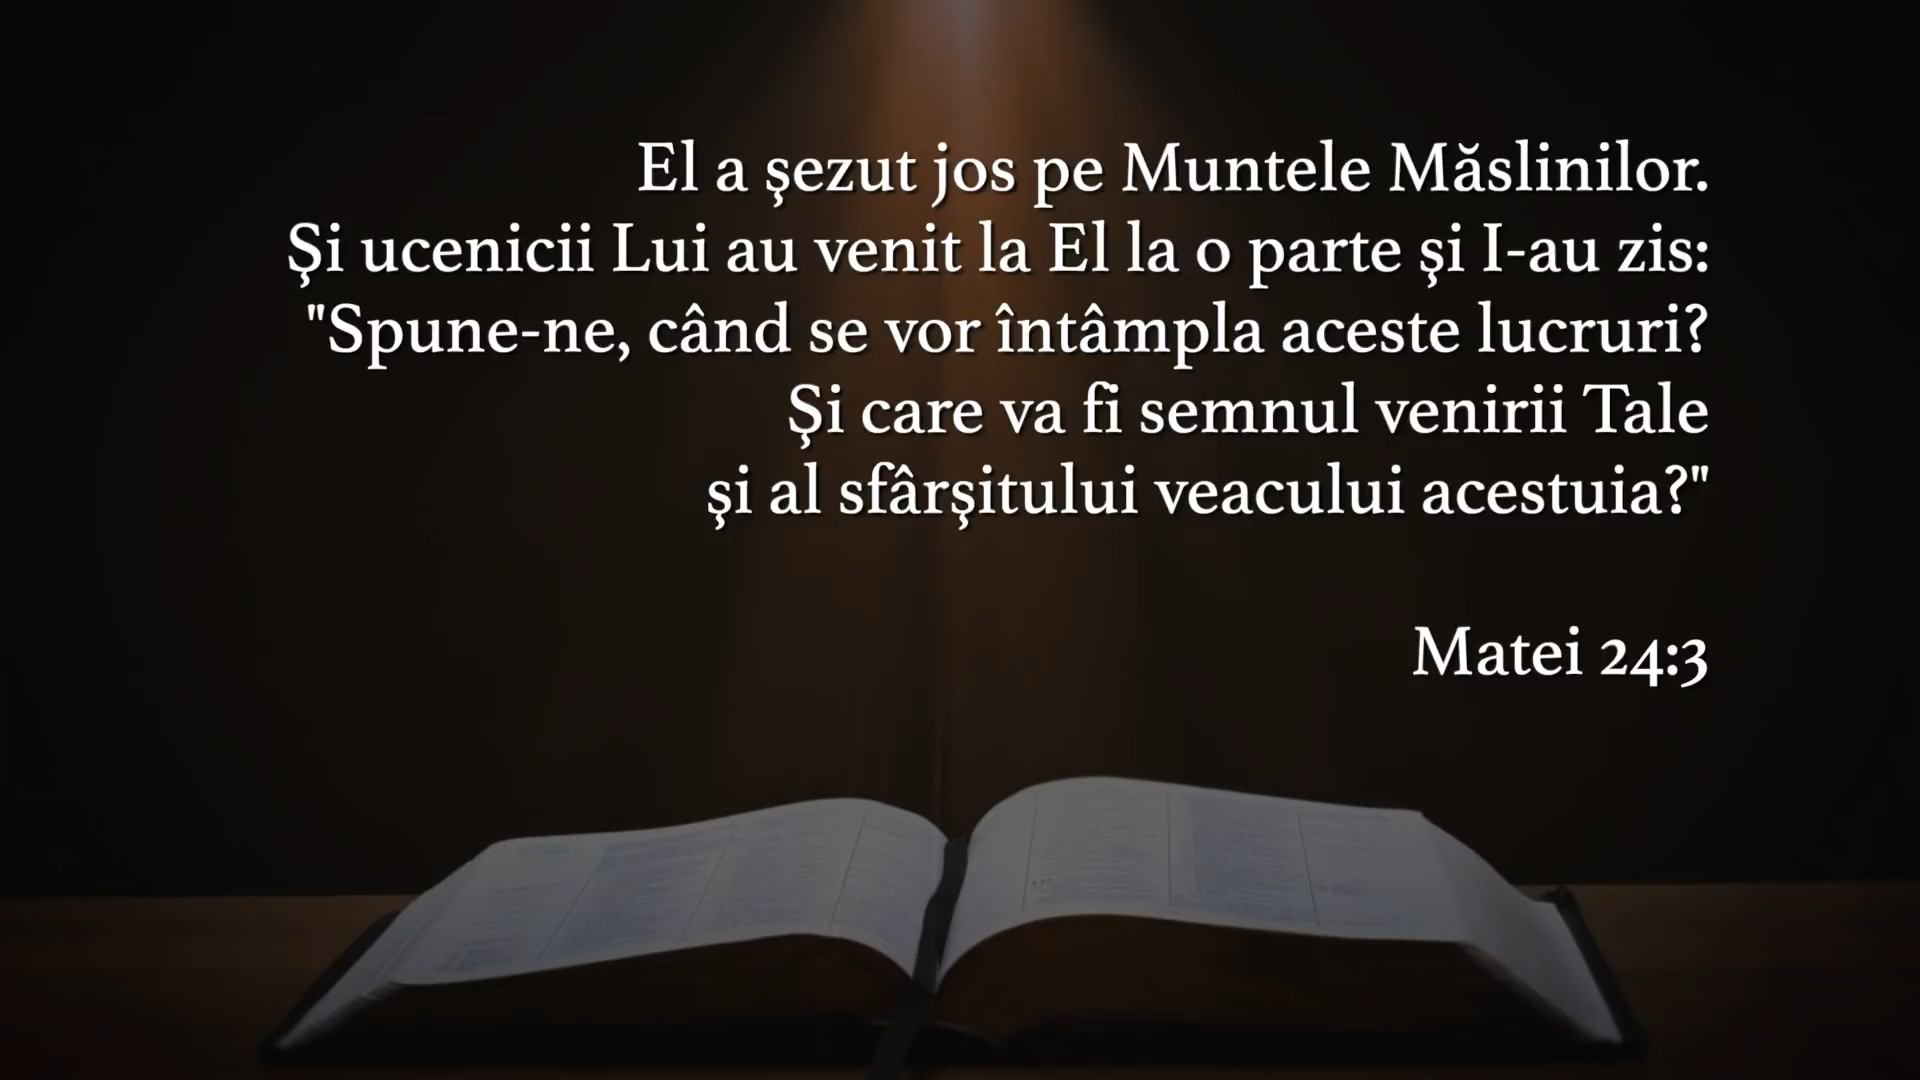 El a şezut jos pe Muntele Măslinilor.
Şi ucenicii Lui au venit la El la o parte şi I-au zis:
"Spune-ne, când se vor întâmpla aceste lucruri?
Şi care va fi semnul venirii Tale
şi al sfârşitului veacului acestuia?"
Matei 24:3